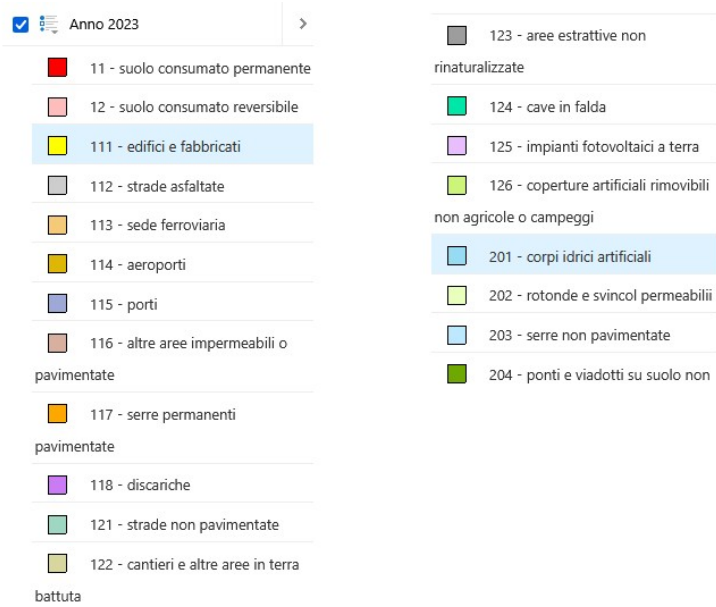 Anno 2023
11 - suolo consumato permanente
12 - suolo consumato reversibile
111 - edifici e fabbricati
112 - strade asfaltate
113 - sede ferroviaria
114 - aeroporti
115 - porti
116 - altre aree impermeabili o
pavimentate
117 - serre permanenti
pavimentate
118 - discariche
121 - strade non pavimentate
122 - cantieri e altre aree in terra
battuta
123 - aree estrattive non
rinaturalizzate
124 - cave in falda
125 - impianti fotovoltaici a terra
126 - coperture artificiali rimovibili
non agricole o campeggi
201 - corpi idrici artificiali
202 - rotonde e svincol permeabilii
203 - serre non pavimentate
204 - ponti e viadotti su suolo non